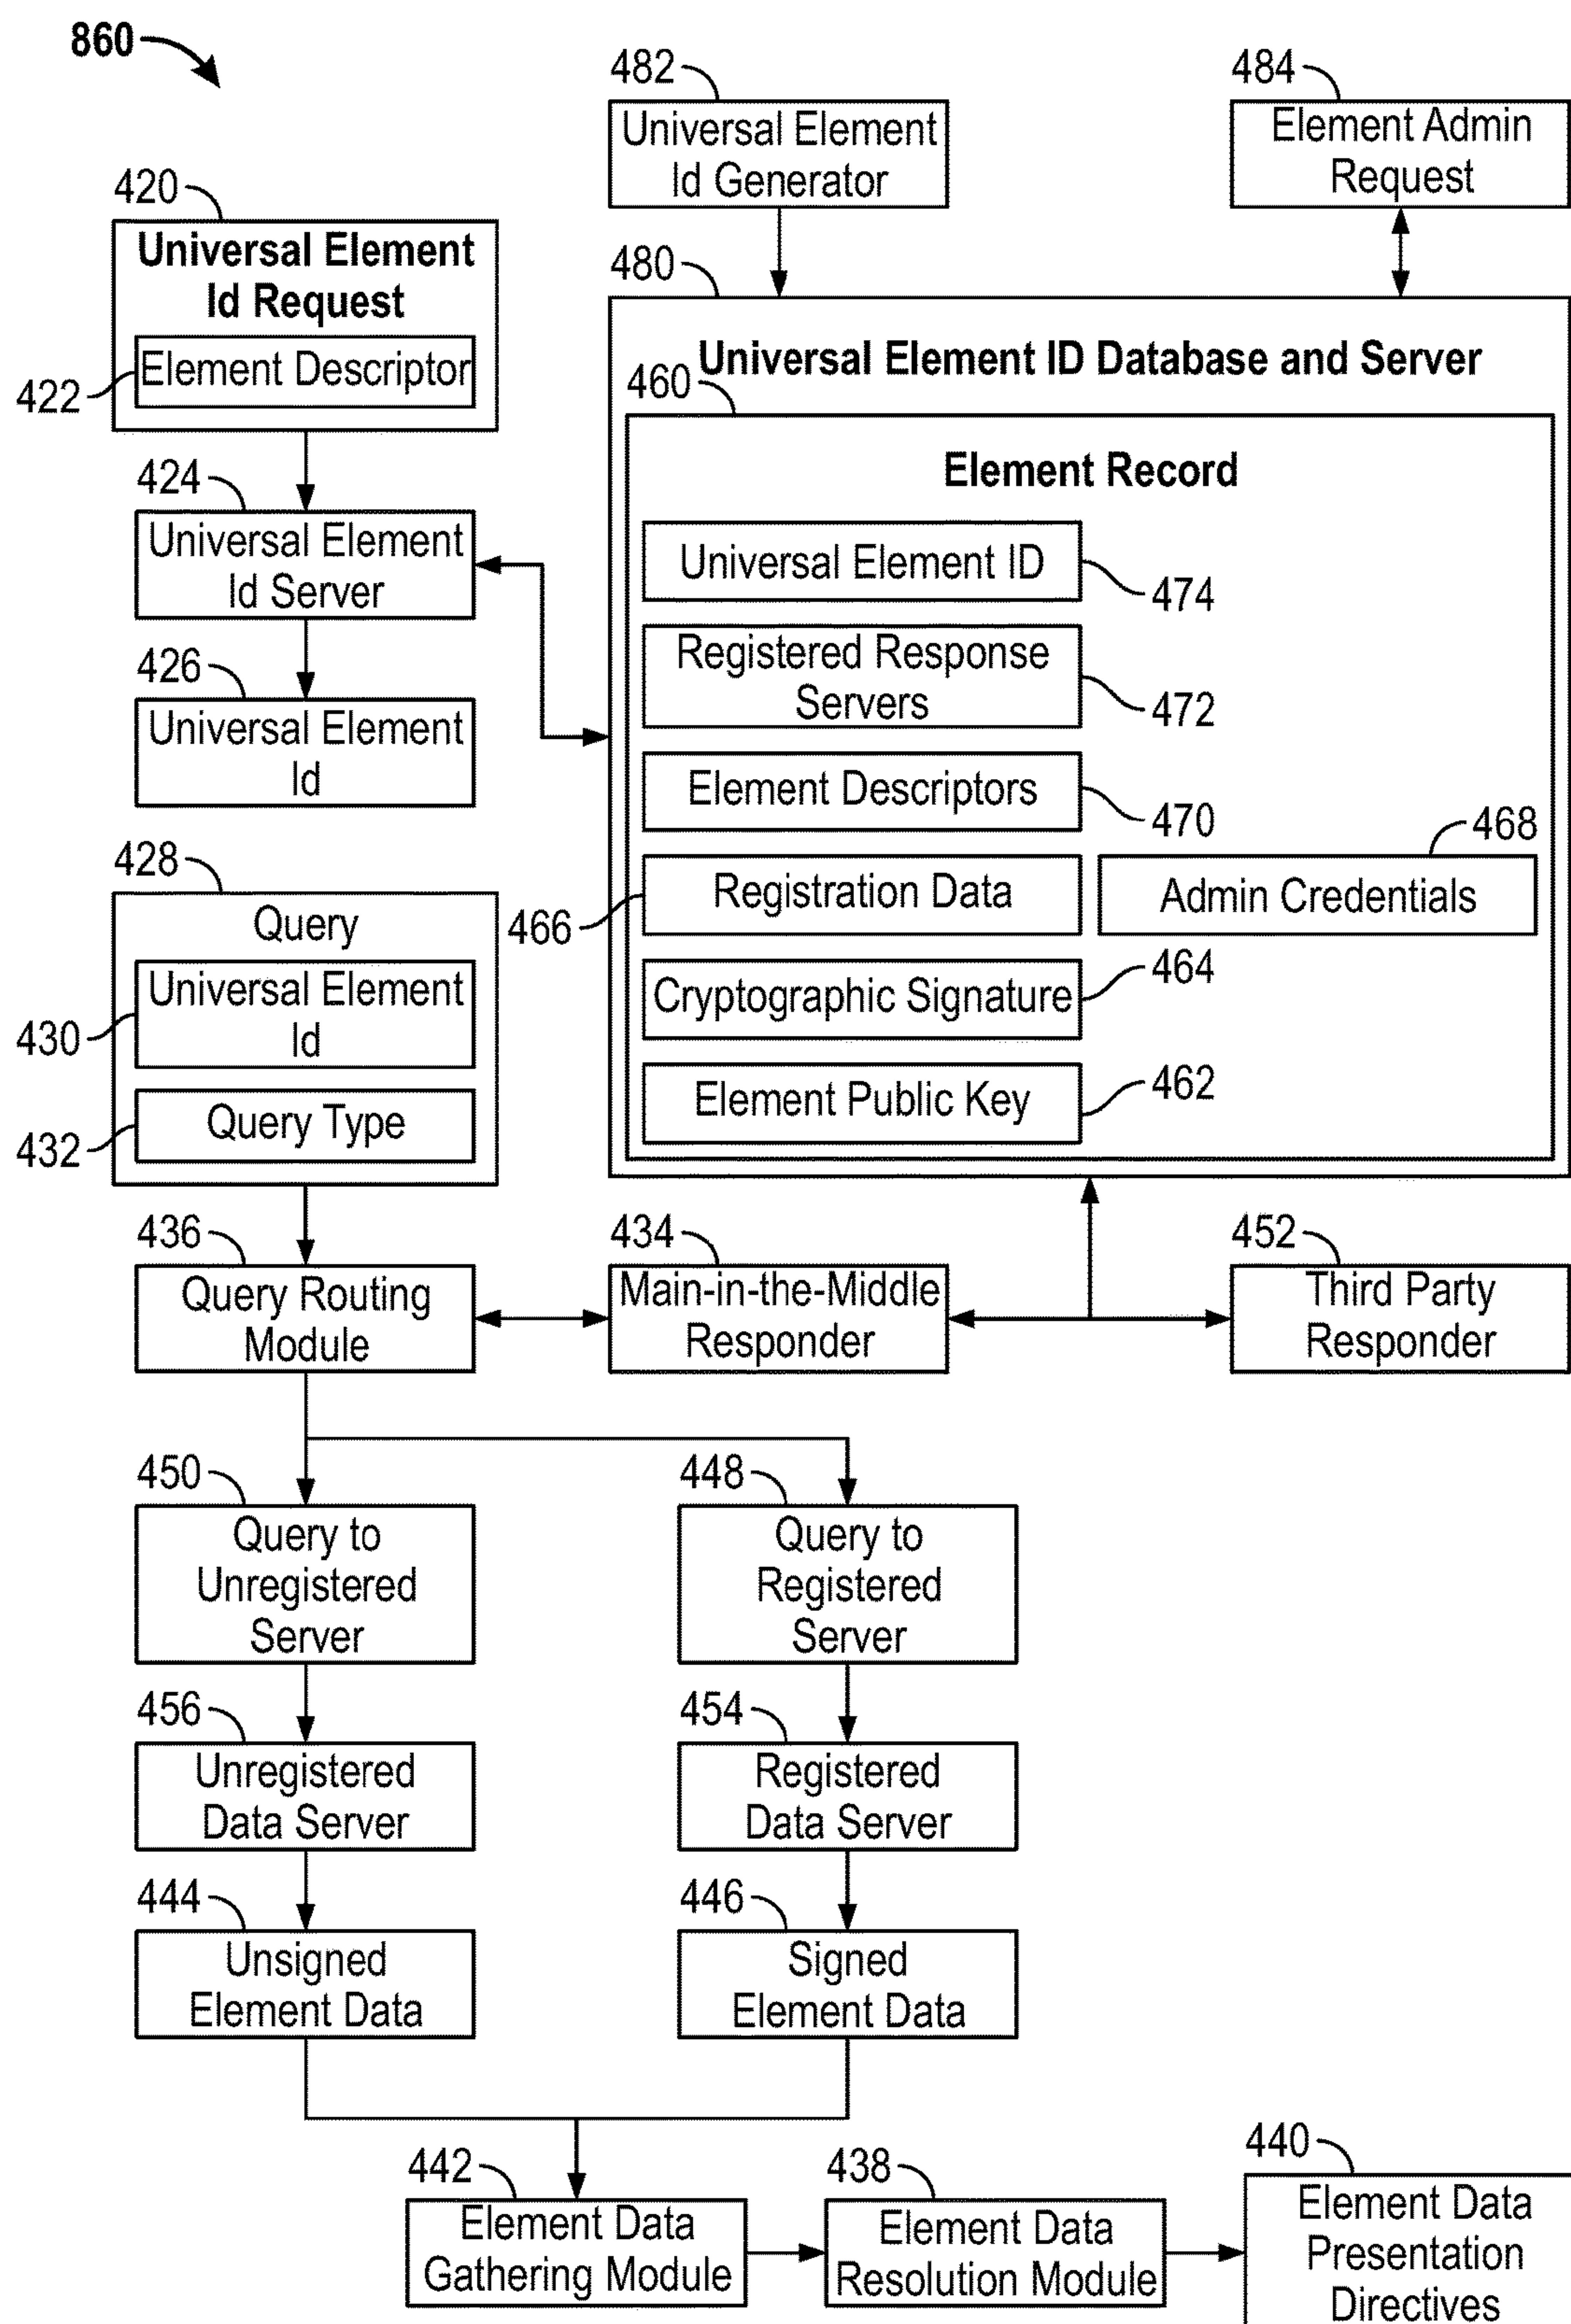 860
482
Universal Element
Id Generator
484
Element Admin
Request
420
Universal Element
Id Request
Element Descriptor
422
480
Universal Element ID Database and Server
460
Element Record
Universal Element ID
474
Registered Response
Servers
472
Element Descriptors
470
Registration Data
466
468
Admin Credentials
Cryptographic Signature
464
Element Public Key
462
424
Universal Element
Id Server
426
Universal Element
Id
428
Query
Universal Element
Id
430
Query Type
432
436
Query Routing
Module
434
Main-in-the-Middle
Responder
452
Third Party
Responder
450
Query to
Unregistered
Server
448
Query to
Registered
Server
456
Unregistered
Data Server
454
Registered
Data Server
444
Unsigned
Element Data
446
Signed
Element Data
442
Element Data
Gathering Module
438
Element Data
Resolution Module
440
Element Data
Presentation
Directives